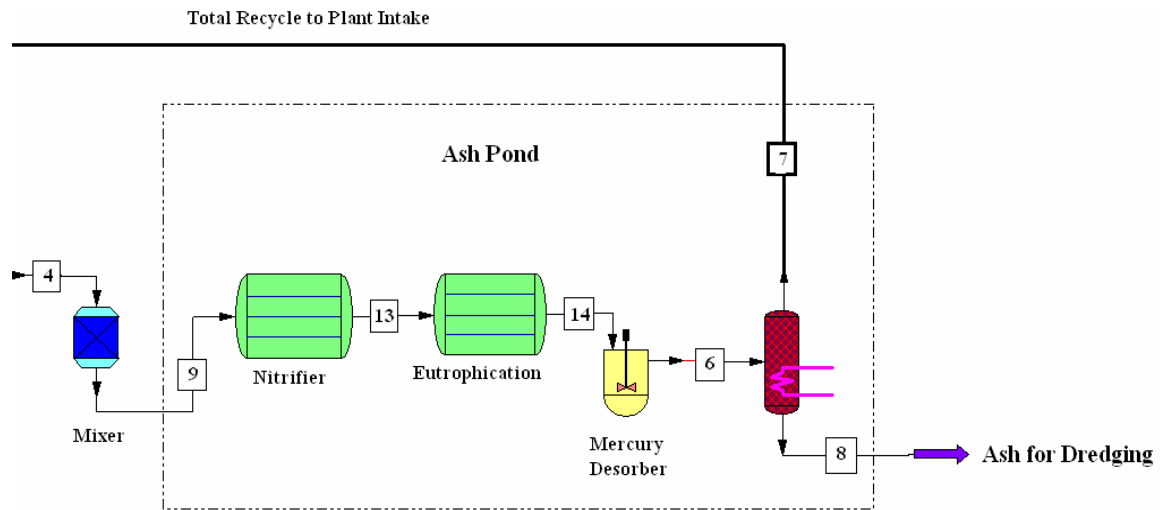 Total Recycle to Plant Intake
Ash Pond
7
4
13
14
6
9
Nitrifier
Eutrophication
Mixer
Mercury
Desorber
8
Ash for Dredging